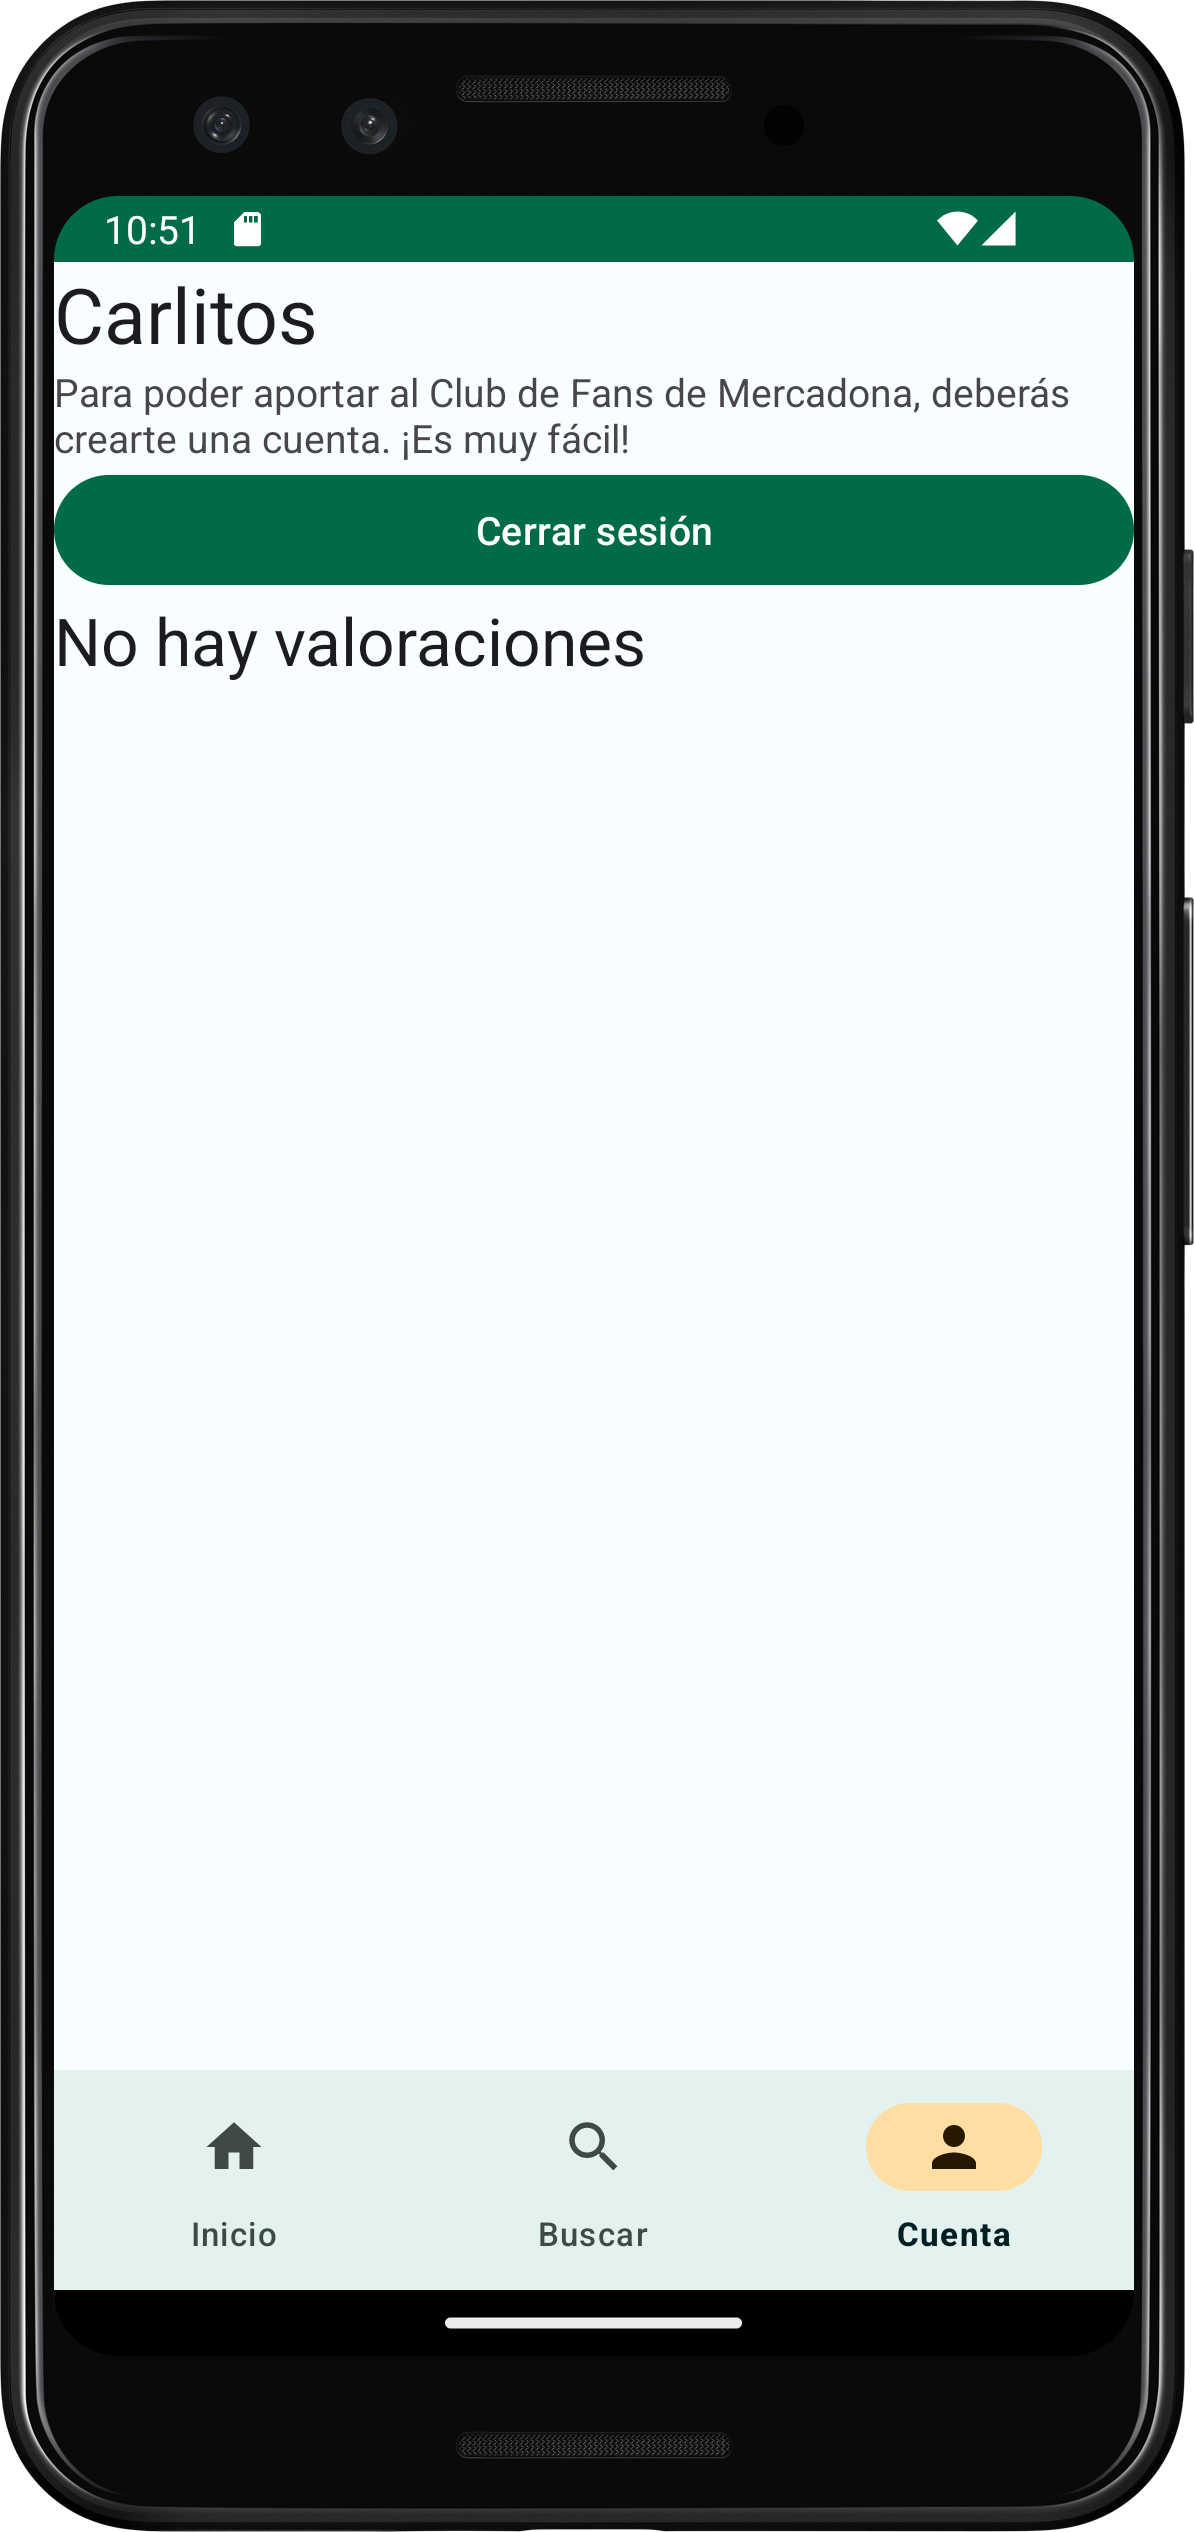 10:51
Carlitos
Para poder aportar al Club de Fans de Mercadona, deberás
crearte una cuenta. ¡Es muy fácil!
Cerrar sesión
No hay valoraciones
Inicio
Buscar
Cuenta